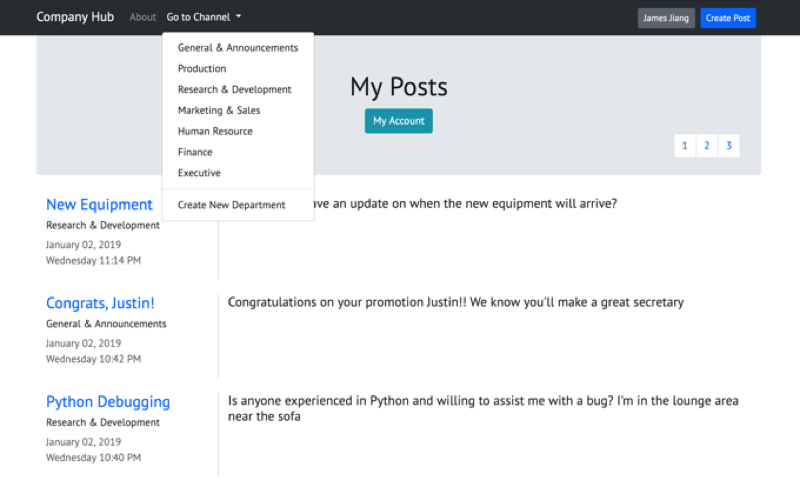 Company Hub About Go to Channel James Jiang Create Post
General & Announcements
Production
Research & Development
Marketing & Sales
Human Resource
Finance
Executive
Create New Department
My Posts
My Account
1 2 3
New Equipment
Research & Development
January 02, 2019
Wednesday 11:14 PM
an update on when the new equipment will arrive?
Congrats, Justin!
General & Announcements
January 02, 2019
Wednesday 10:42 PM
Congratulations on your promotion Justin!! We know you'll make a great secretary
Python Debugging
Research & Development
January 02, 2019
Wednesday 10:40 PM
Is anyone experienced in Python and willing to assist me with a bug? I'm in the lounge area
near the sofa